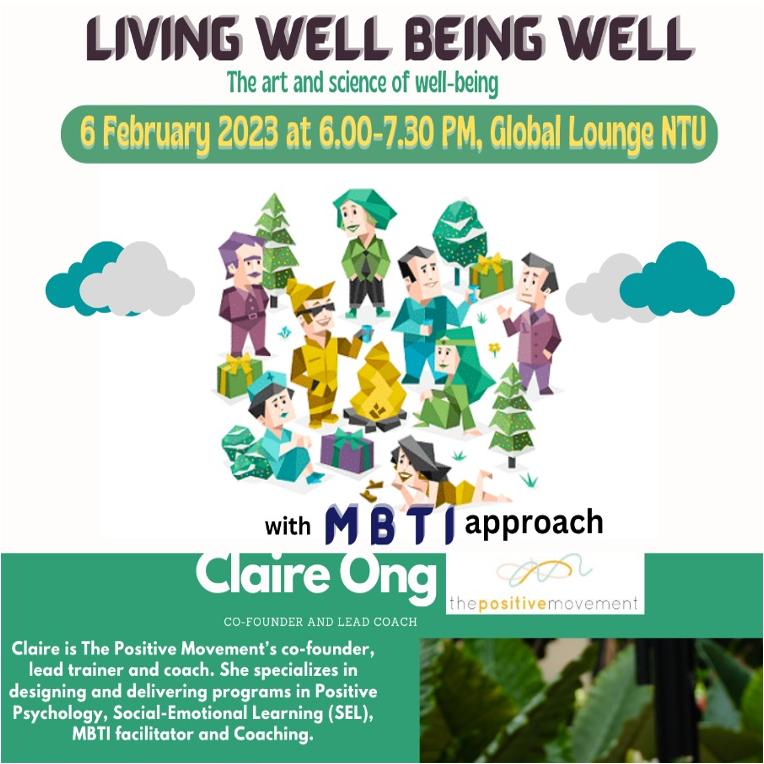 LIVING WELL BEING WELL
The art and science of well-being
6 February 2023 at 6.00-7.30 PM, Global Lounge NTU
with MBTI approach
Claire Ong
thepositivemovement
CO-FOUNDER AND LEAD COACH
Claire is The Positive Movement's co-founder,
lead trainer and coach. She specializes in
designing and delivering programs in Positive
Psychology, Social-Emotional Learning (SEL),
MBTI facilitator and Coaching.